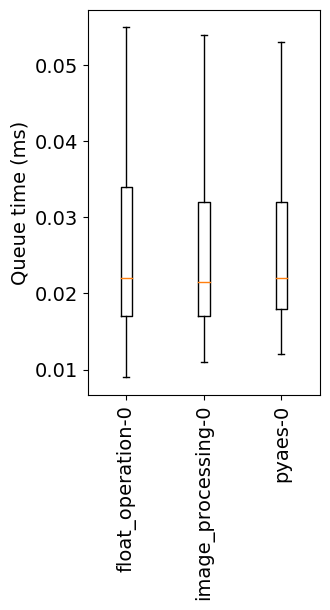 Queue time (ms)
0.05
0.04
0.03
0.02
0.01
float_operation-0
image_processing-0
pyaes-0